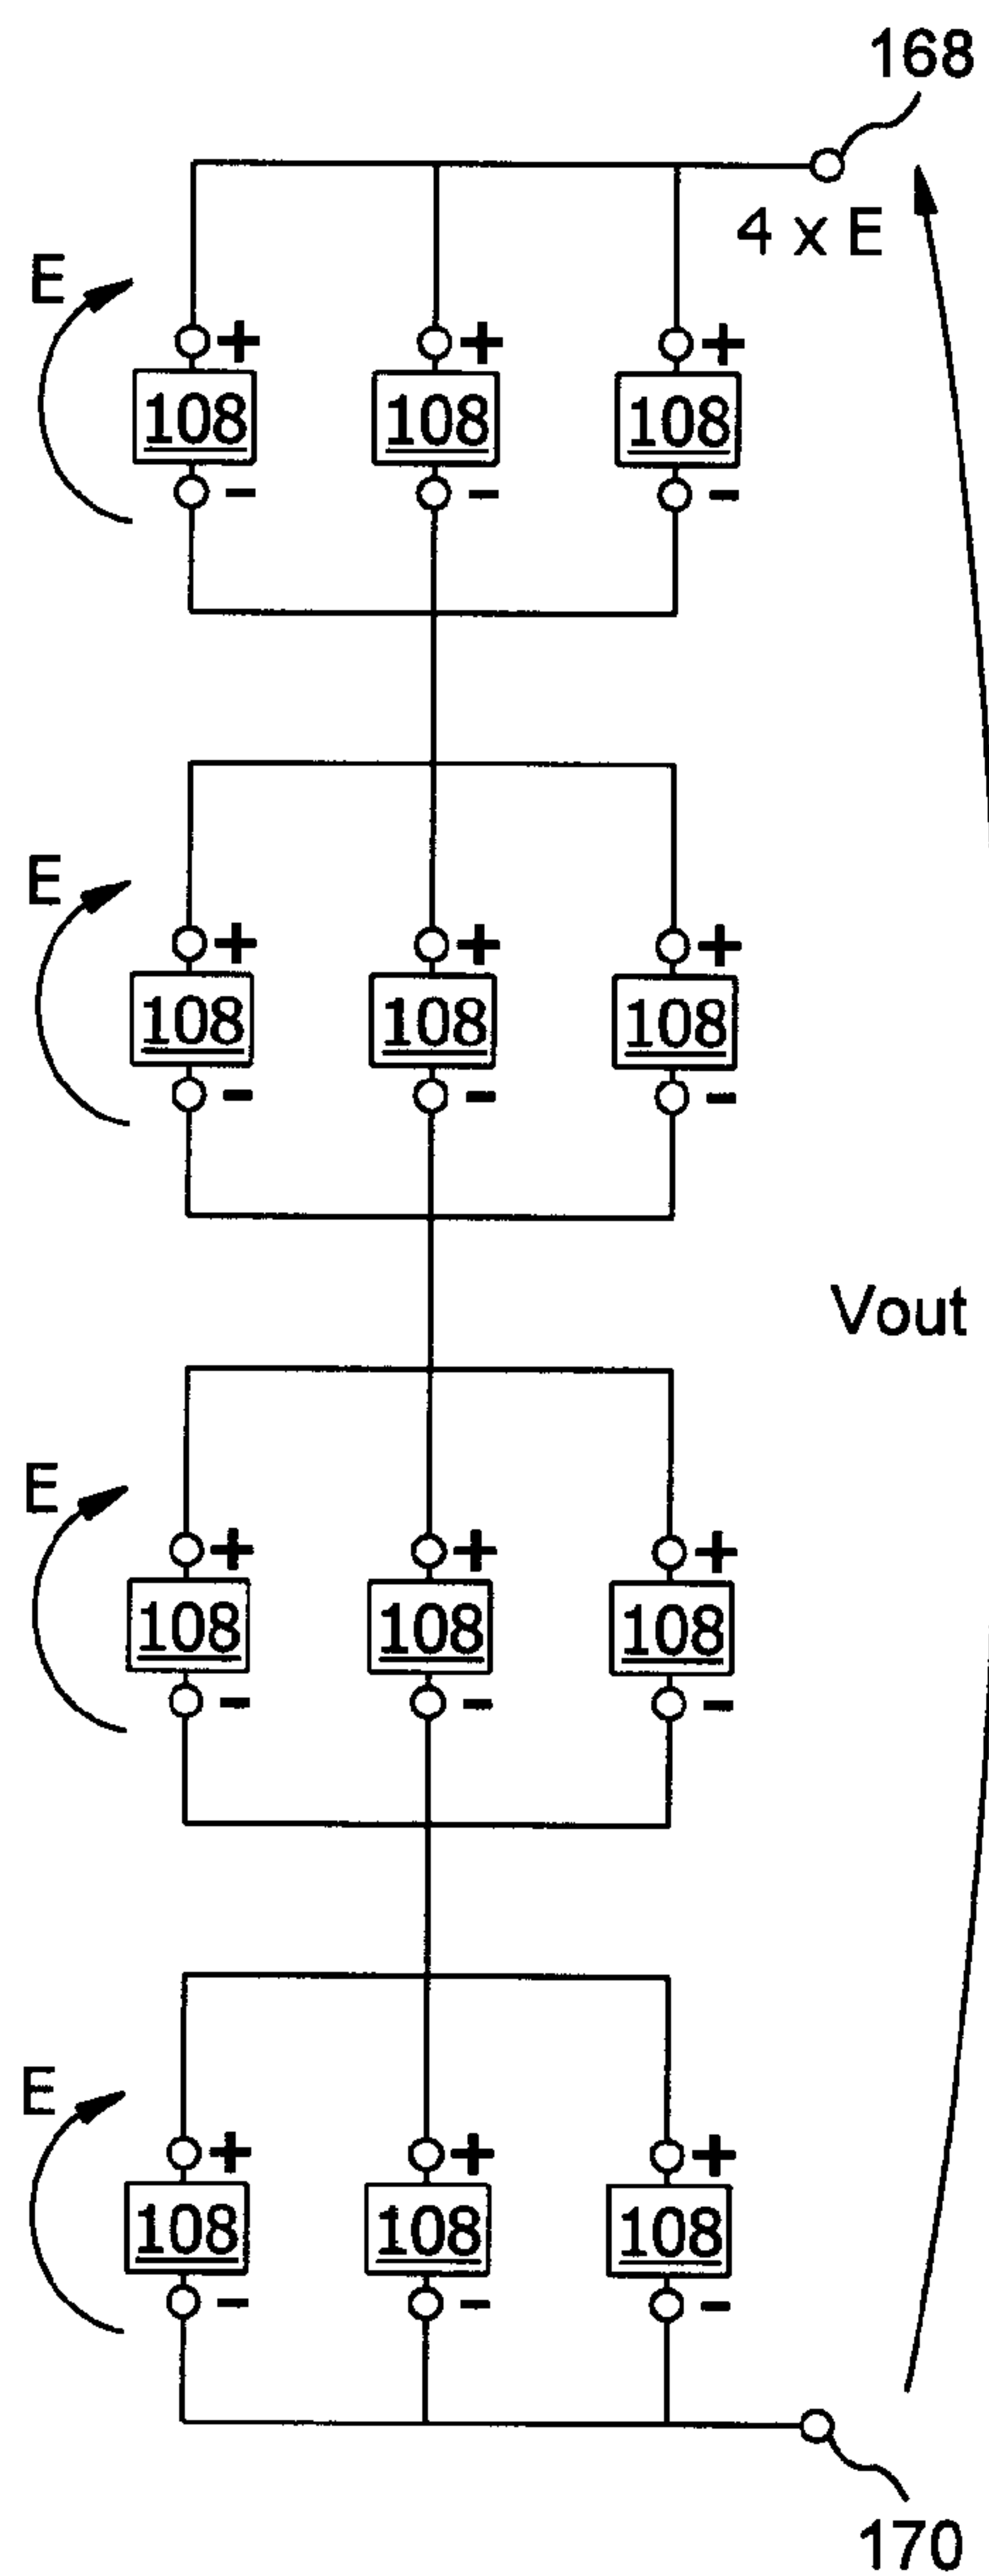 168
4 x E
E
+ + +
108 108 108
- - -
E
+ + +
108 108 108
- - -
Vout
E
+ + +
108 108 108
- - -
E
+ + +
108 108 108
- - -
170